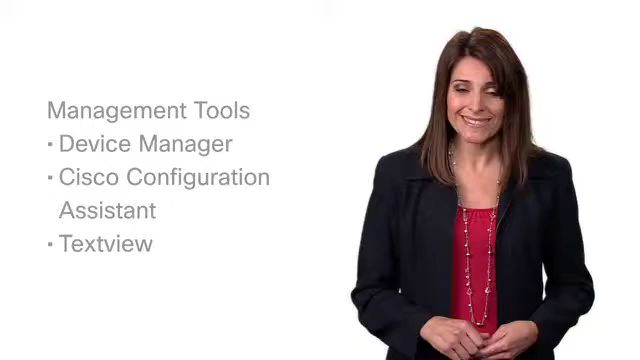 Management Tools
· Device Manager
· Cisco Configuration
Assistant
· Textview